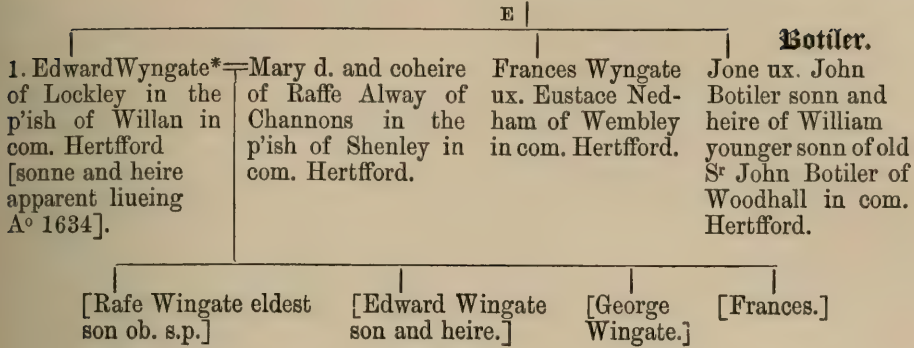 E
Botiler.
1. Edward Wyngate*
of Lockley in the
p'ish of Willan in
com. Hertfford
[sonne and heire
apparent liueing
Aº 1634].
=Mary d. and coheire
of Raffe Alway of
Channons in the
p'ish of Shenley in
com. Hertfford.
Frances Wyngate
ux. Eustace Ned-
ham of Wembley
in com. Hertfford.
Jone ux. John
Botiler sonn and
heire of William
younger sonn of old
Sʳ John Botiler of
Woodhall in com.
Hertfford.
[Rafe Wingate eldest
son ob. s.p.]
[Edward Wingate
son and heire.]
[George
Wingate.]
[Frances.]